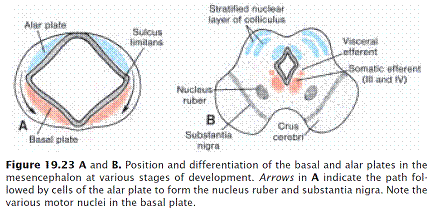 Alar plate
Sulcus
limitans
A
Basal plate
Stratified nuclear
layer of colliculus
Visceral
efferent
Somatic efferent
(III and IV)
Nucleus
ruber
B
Substantia
nigra
Crus
cerebri
Figure 19.23 A and B. Position and differentiation of the basal and alar plates in the
mesencephalon at various stages of development. Arrows in A indicate the path fol-
lowed by cells of the alar plate to form the nucleus ruber and substantia nigra. Note the
various motor nuclei in the basal plate.